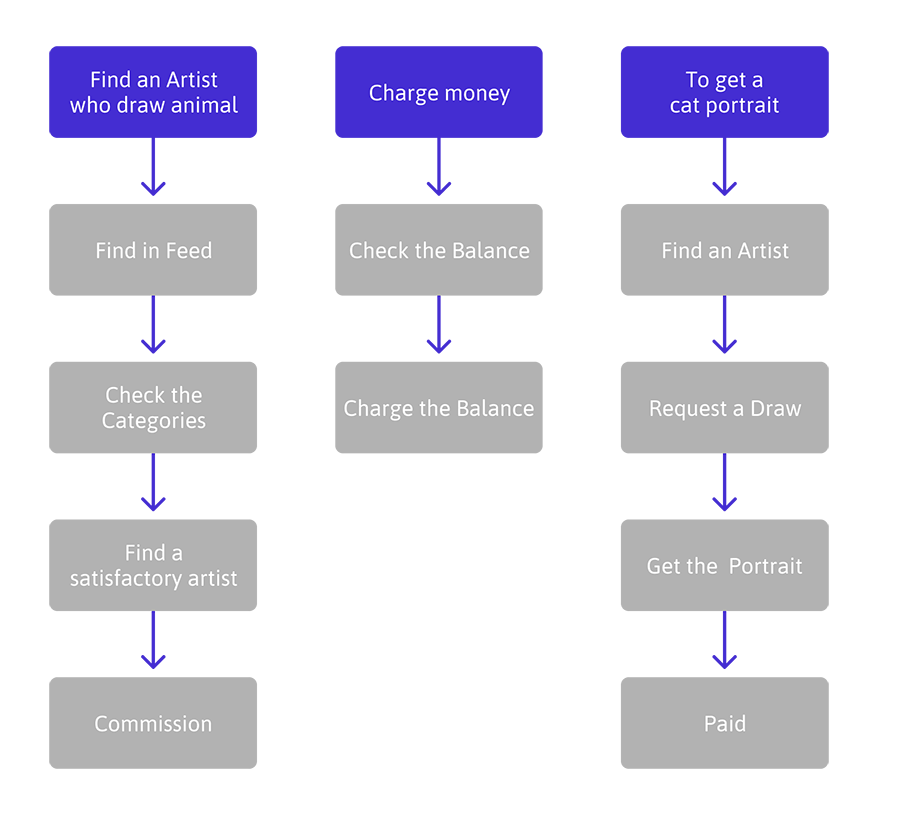 Find an Artist
who draw animal
Find in Feed
Check the
Categories
Find a
satisfactory artist
Commission
Charge money
Check the Balance
Charge the Balance
To get a
cat portrait
Find an Artist
Request a Draw
Get the  Portrait
Paid